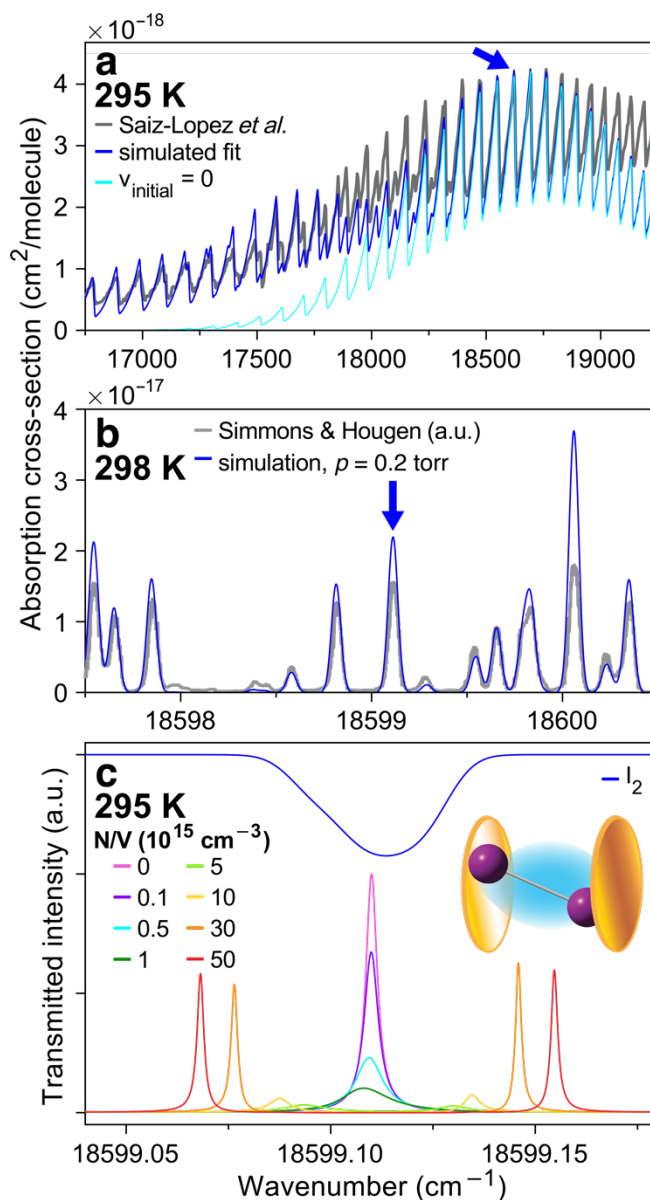 × 10⁻¹⁸
a
295 K
Saiz-Lopez et al.
simulated fit
v_initial = 0
4
3
2
1
0
17000 17500 18000 18500 19000
× 10⁻¹⁷
b
298 K
Simmons & Hougen (a.u.)
simulation, p = 0.2 torr
4
3
2
1
0
18598 18599 18600
Absorption cross-section (cm²/molecule)
c
295 K
I₂
N/V (10¹⁵ cm⁻³)
0 5
0.1 10
0.5 30
1 50
Transmitted intensity (a.u.)
18599.05 18599.10 18599.15
Wavenumber (cm⁻¹)